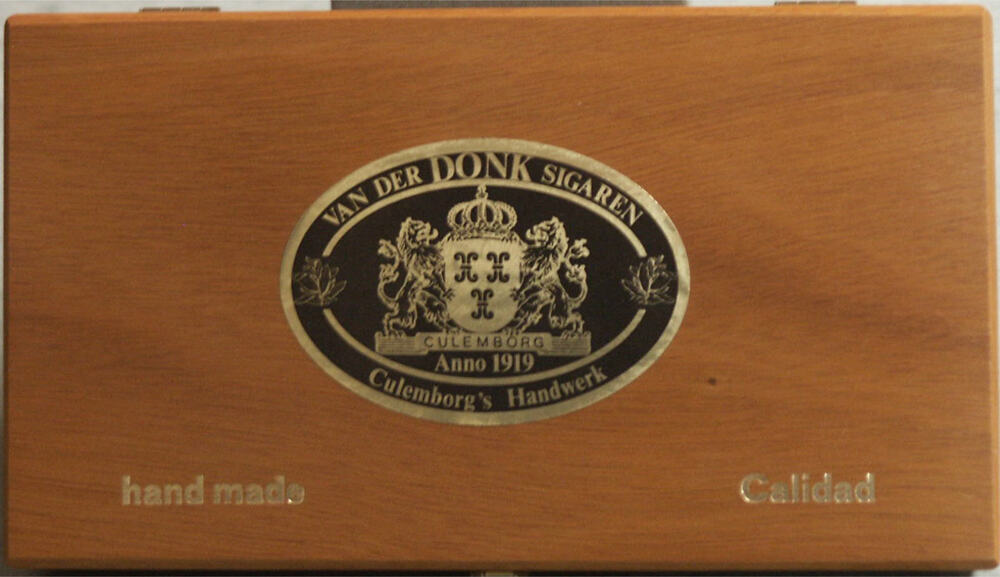 VAN DER DONK SIGAREN
CULEMBORG
Anno 1919
Culemborg's Handwerk
hand made
Calidad